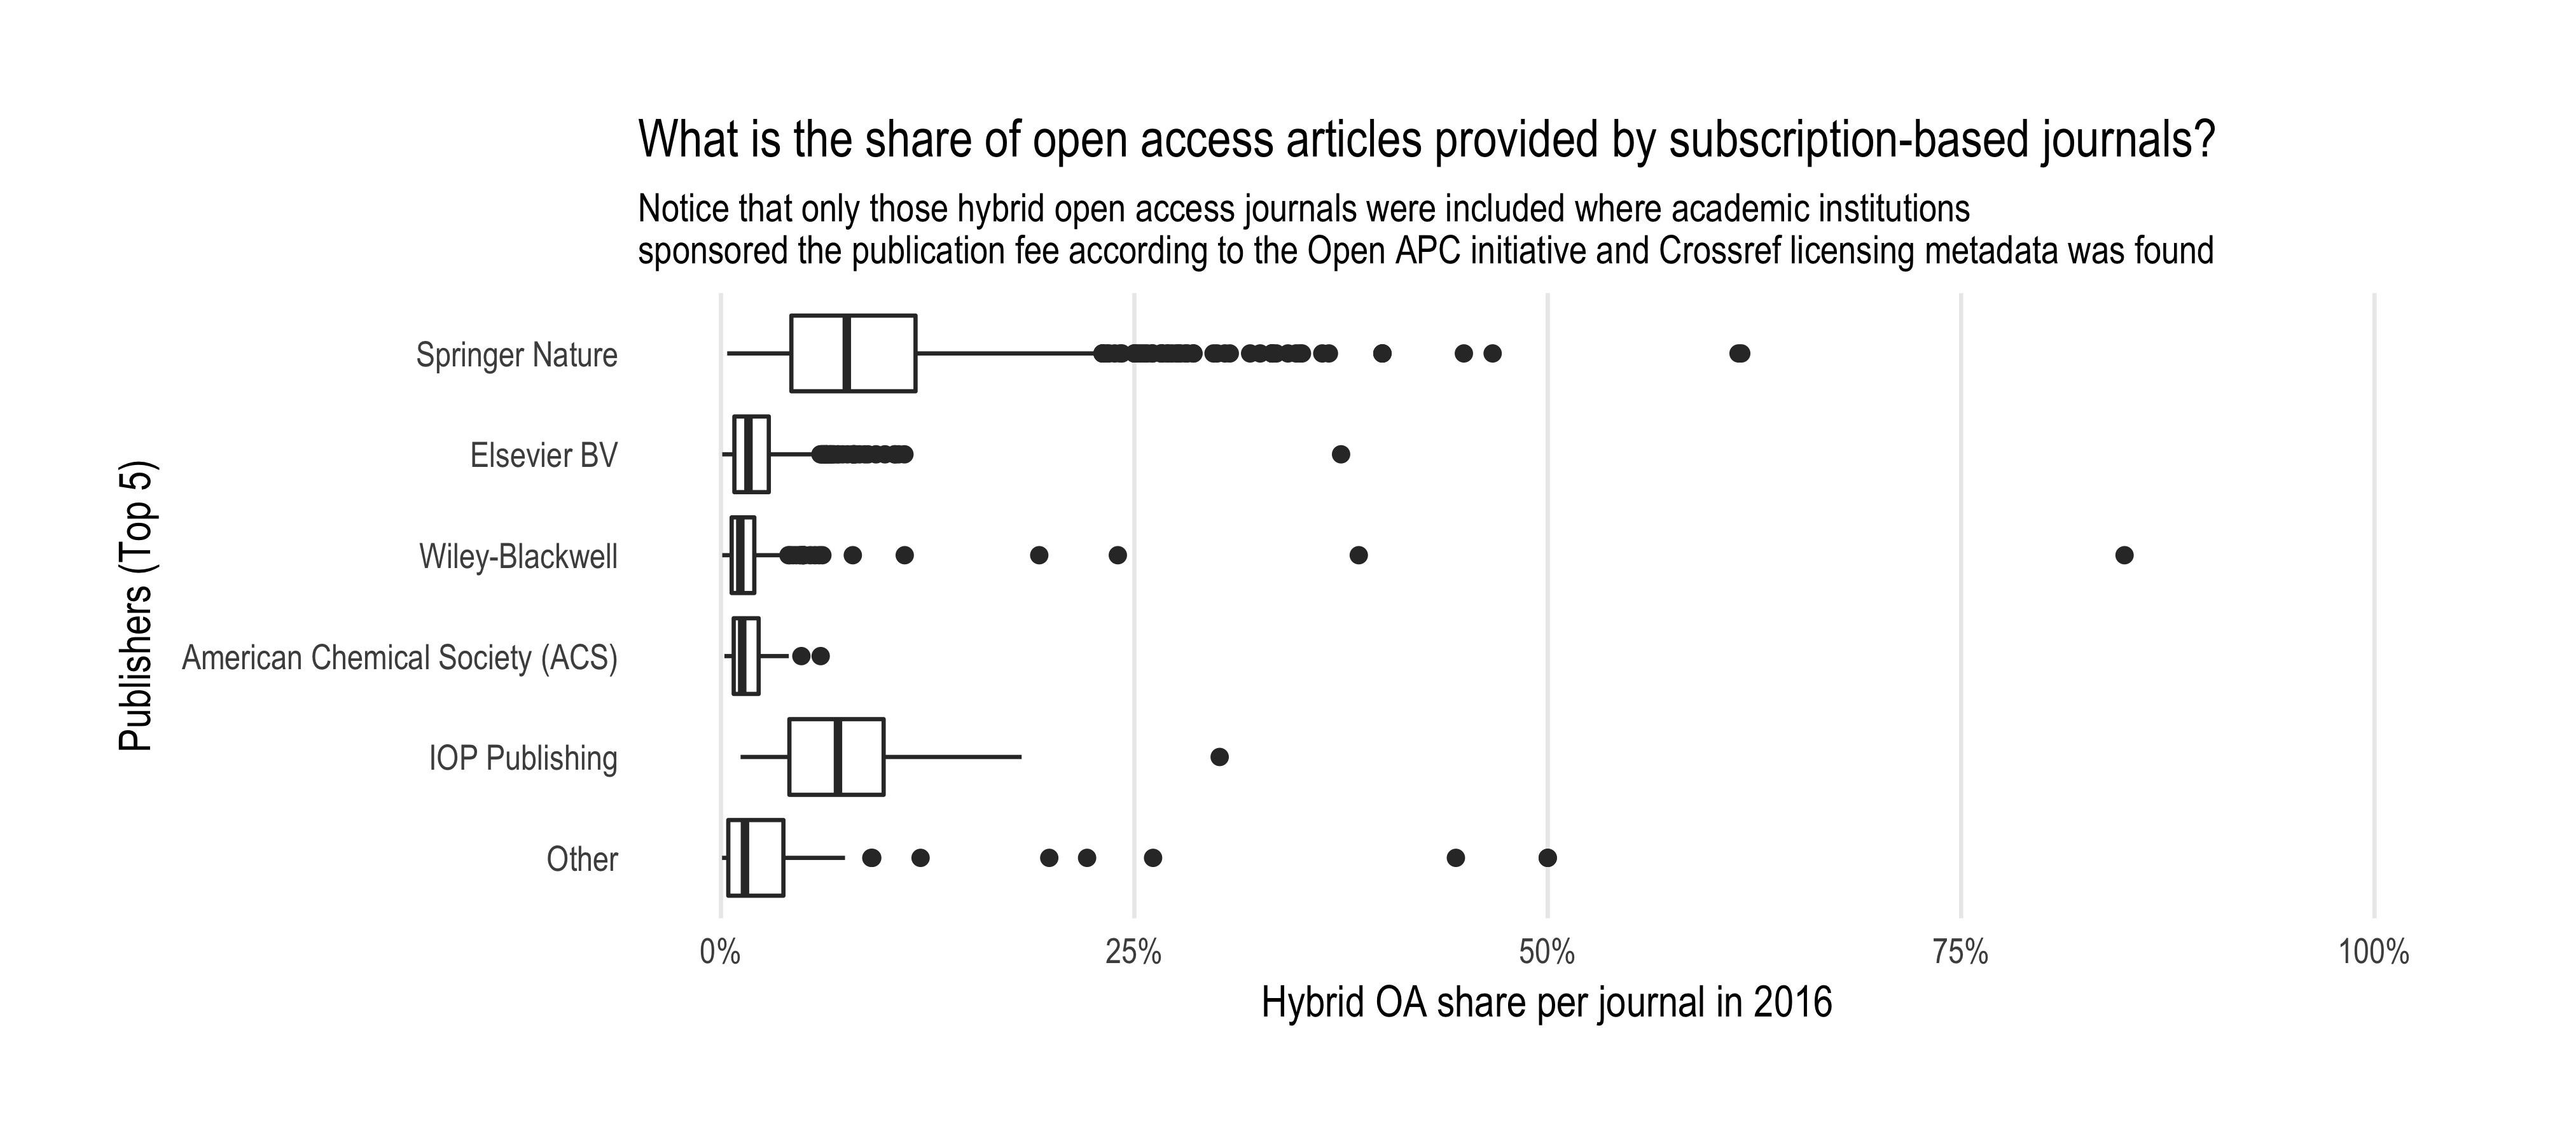 What is the share of open access articles provided by subscription-based journals?
Notice that only those hybrid open access journals were included where academic institutions
sponsored the publication fee according to the Open APC initiative and Crossref licensing metadata was found
Publishers (Top 5)
Springer Nature
Elsevier BV
Wiley-Blackwell
American Chemical Society (ACS)
IOP Publishing
Other
0% 25% 50% 75% 100%
Hybrid OA share per journal in 2016